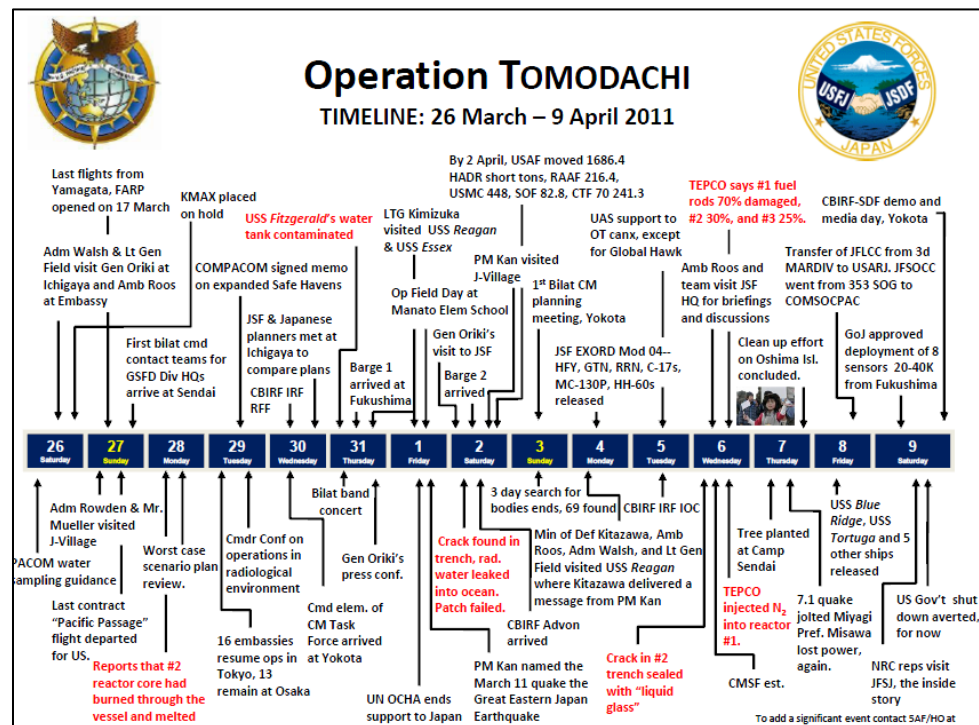 Operation TOMODACHI
TIMELINE: 26 March – 9 April 2011
UNITED STATES FORCES
USFJ
JSDF
JAPAN
Last flights from
Yamagata, FARP
opened on 17 March
KMAX placed
on hold
Adm Walsh & Lt Gen
Field visit Gen Oriki at
Ichigaya and Amb Roos
at Embassy
First bilat cmd
contact teams for
GSFD Div HQs
arrive at Sendai
USS Fitzgerald's water
tank contaminated
COMPACOM signed memo
on expanded Safe Havens
JSF & Japanese
planners met at
Ichigaya to
compare plans
CBIRF IRF
RFF
LTG Kimizuka
visited USS Reagan
& USS Essex
Op Field Day at
Manato Elem School
Barge 1
arrived at
Fukushima
By 2 April, USAF moved 1686.4
HADR short tons, RAAF 216.4,
USMC 448, SOF 82.8, CTF 70 241.3
PM Kan visited
J-Village
Gen Oriki's
visit to JSF
Barge 2
arrived
1st Bilat CM
planning
meeting, Yokota
UAS support to
OT canx, except
for Global Hawk
JSF EXORD Mod 04--
HFY, GTN, RRN, C-17s,
MC-130P, HH-60s
released
TEPCO says #1 fuel
rods 70% damaged,
#2 30%, and #3 25%.
Amb Roos and
team visit JSF
HQ for briefings
and discussions
Clean up effort
on Oshima Isl.
concluded.
CBIRF-SDF demo and
media day, Yokota
Transfer of JFLCC from 3d
MARDIV to USARJ. JFSOCC
went from 353 SOG to
COMSOCPAC
GoJ approved
deployment of 8
sensors 20-40K
from Fukushima
26 27 28 29 30 31 1 2 3 4 5 6 7 8 9
Saturday Sunday Monday Tuesday Wednesday Thursday Friday Saturday Sunday Monday Tuesday Wednesday Thursday Friday Saturday
PACOM water
sampling guidance
Adm Rowden & Mr.
Mueller visited
J-Village
Last contract
"Pacific Passage"
flight departed
for US.
Worst case
scenario plan
review.
Reports that #2
reactor core had
burned through the
vessel and melted
Cmdr Conf on
operations in
radiological
environment
16 embassies
resume ops in
Tokyo, 13
remain at Osaka
Bilat band
concert
Cmd elem. of
CM Task
Force arrived
at Yokota
Gen Oriki's
press conf.
UN OCHA ends
support to Japan
Crack found in
trench, rad.
water leaked
into ocean.
Patch failed.
PM Kan named the
March 11 quake the
Great Eastern Japan
Earthquake
CBIRF Advon
arrived
3 day search for
bodies ends, 69 found
Min of Def Kitazawa, Amb
Roos, Adm Walsh, and Lt Gen
Field visited USS Reagan
where Kitazawa delivered a
message from PM Kan
CBIRF IRF IOC
Crack in #2
trench sealed
with "liquid
glass"
TEPCO
injected N2
into reactor
#1.
CMSF est.
Tree planted
at Camp
Sendai
7.1 quake
jolted Miyagi
Pref. Misawa
lost power,
again.
USS Blue
Ridge, USS
Tortuga and 5
other ships
released
US Gov't shut
down averted,
for now
NRC reps visit
JFSJ, the inside
story
To add a significant event contact 5AF/HO at